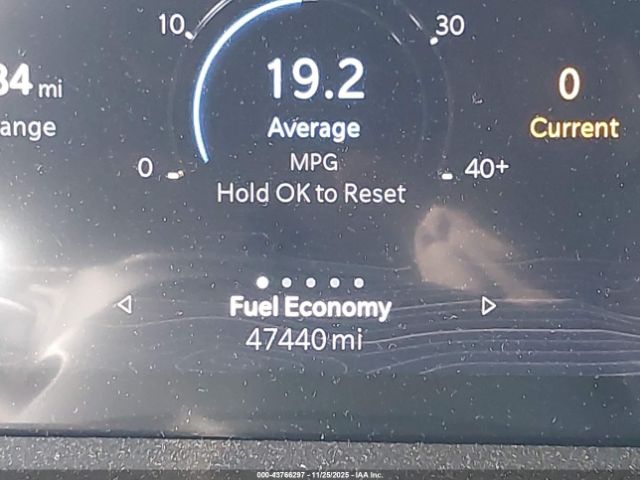 10
30
19.2
0
84 mi
Average
Current
ange
MPG
0
40+
Hold OK to Reset
Fuel Economy
47440 mi
000-43766297 - 11/25/2025 - IAA Inc.